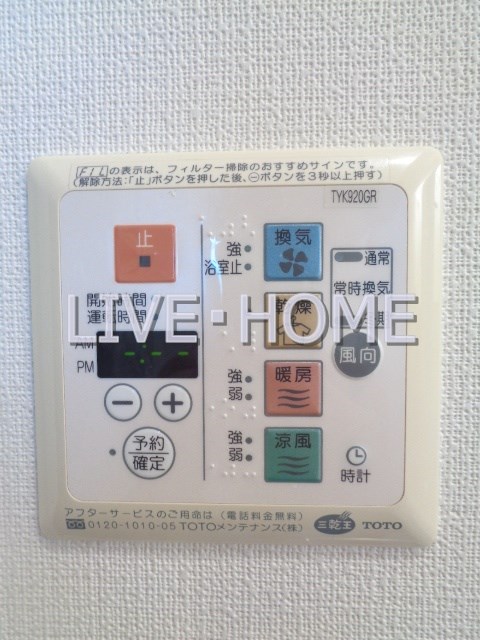 FILの表示は、フィルター掃除のおすすめサインです。
(解除方法:「止」ボタンを押した後、⊖ボタンを3秒以上押す)
TYK920GR
止
強
浴室止
換気
通常
常時換気
運転時間
乾燥
LIVE·HOME
風向
AM
PM
強
弱
暖房
予約
確定
強
弱
涼風
時計
アフターサービスのご用命は(電話料金無料)
0120-1010-05 TOTOメンテナンス(株)
三乾王
TOTO